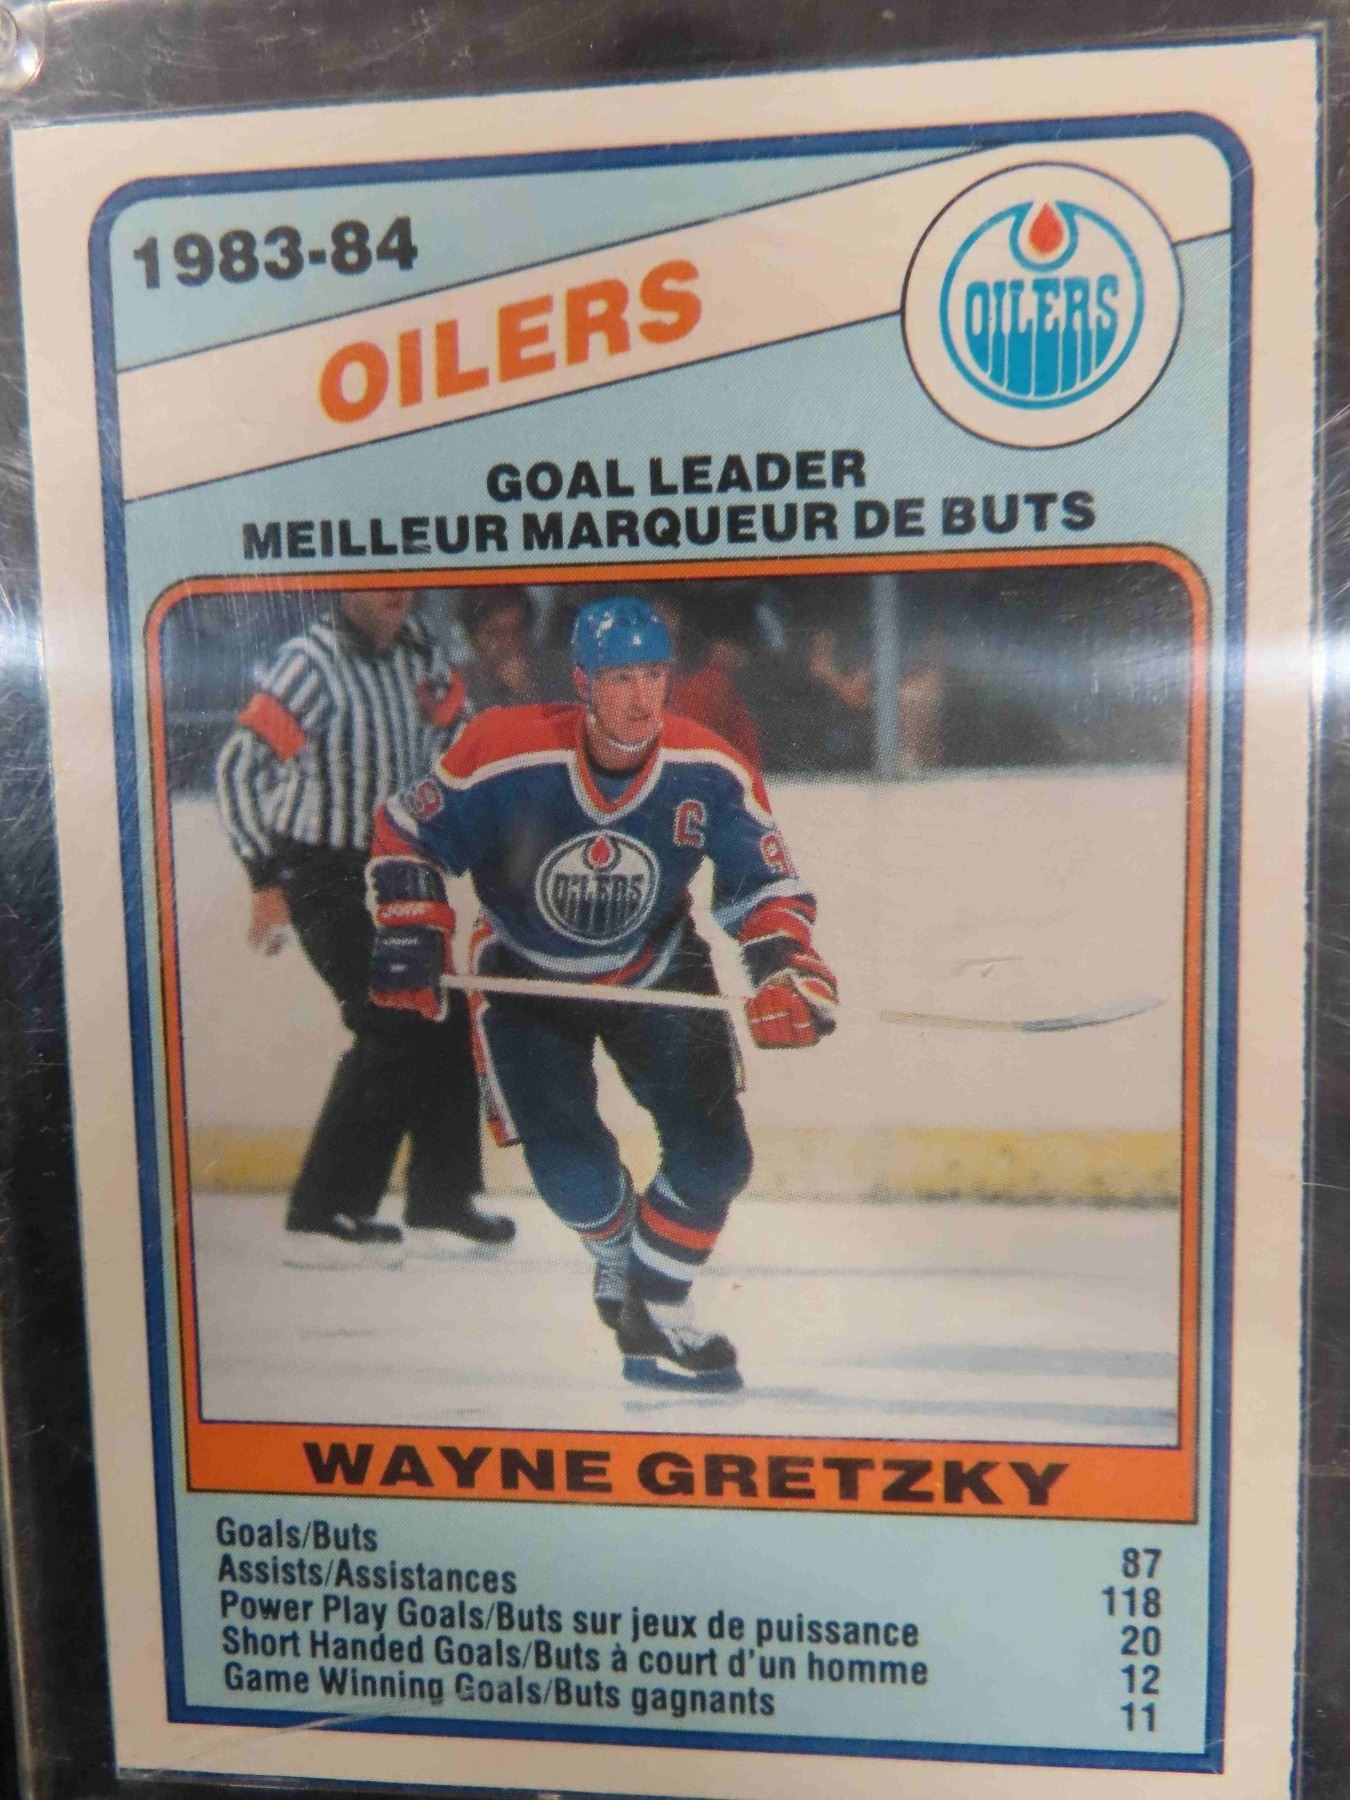 1983-84
OILERS
OILERS
GOAL LEADER
MEILLEUR MARQUEUR DE BUTS
C
OILERS
WAYNE GRETZKY
Goals/Buts 87
Assists/Assistances 118
Power Play Goals/Buts sur jeux de puissance 20
Short Handed Goals/Buts à court d'un homme 12
Game Winning Goals/Buts gagnants 11